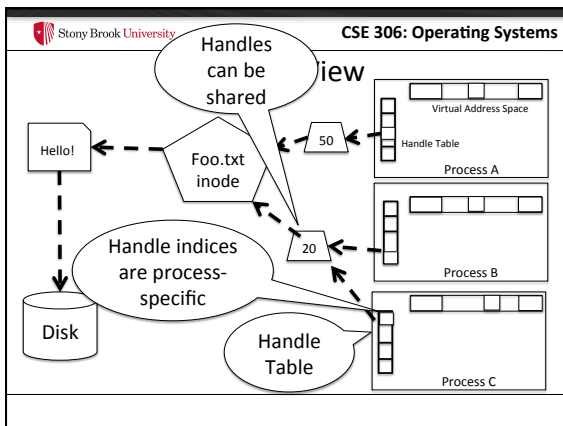 Stony Brook University
CSE 306: Operating Systems
Handles
can be
shared
iew
Virtual Address Space
Handle Table
Process A
50
Hello!
Foo.txt
inode
20
Process B
Handle indices
are process-
specific
Disk
Handle
Table
Process C